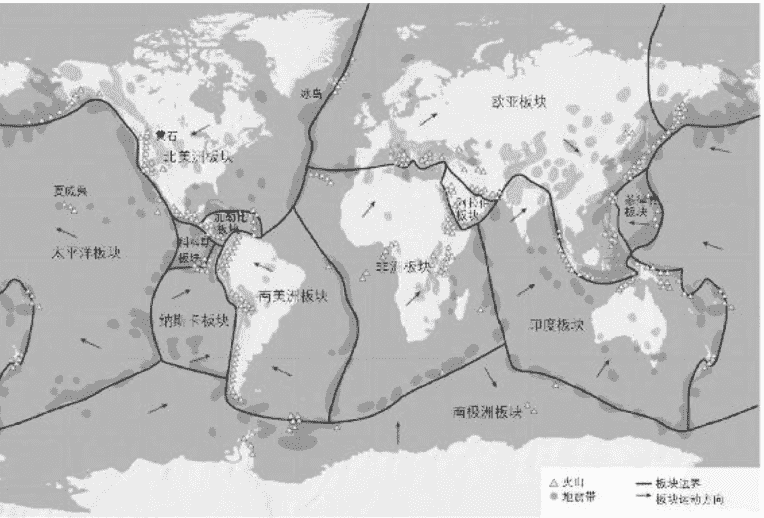 冰岛
欧亚板块
黄石
北美洲板块
夏威夷
加勒比
板块
阿拉伯
板块
菲律宾
板块
科科斯
板块
太平洋板块
非洲板块
南美洲板块
纳斯卡板块
印度板块
南极洲板块
火山
板块边界
地震带
板块运动方向